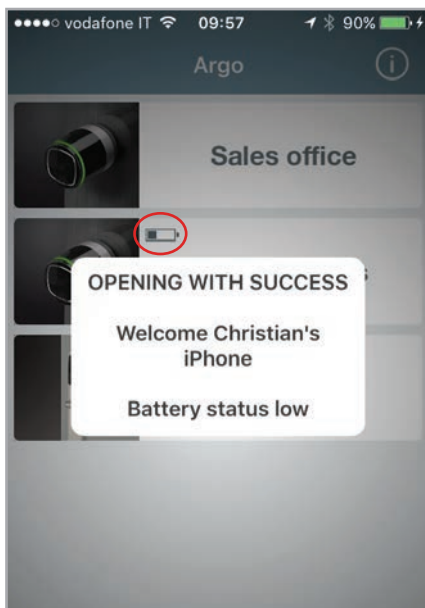 vodafone IT 09:57 90%
Argo
Sales office
OPENING WITH SUCCESS
Welcome Christian's
iPhone
Battery status low